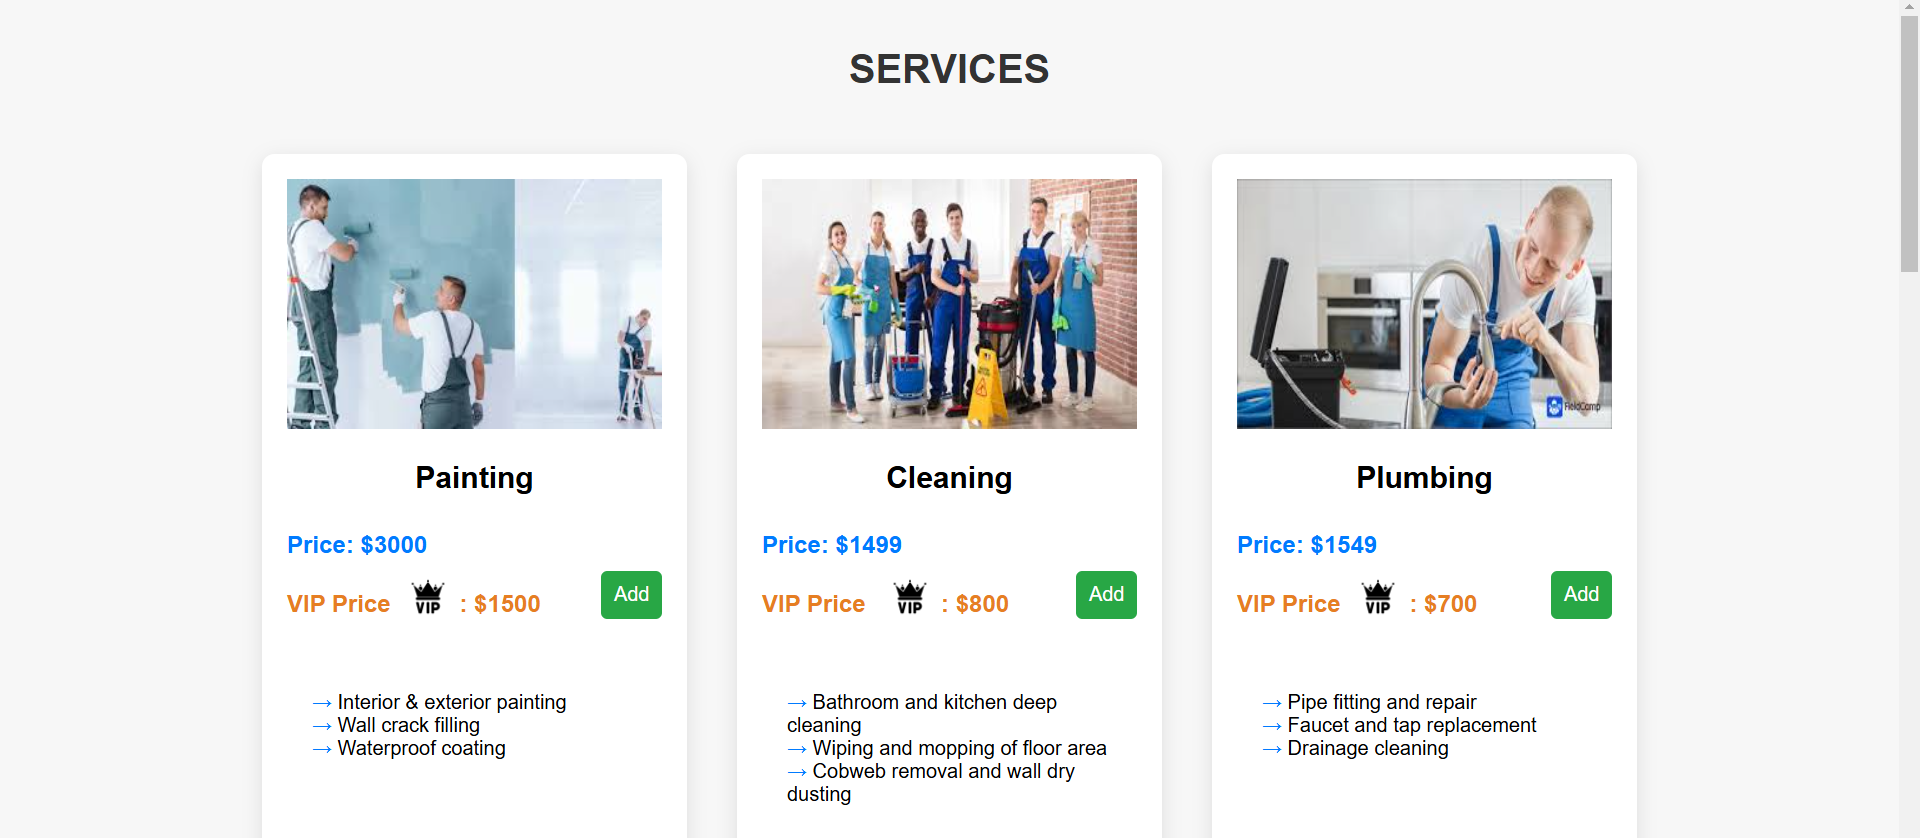 SERVICES
FieldCamp
Painting
Price: $3000
VIP Price VIP : $1500
Add
→ Interior & exterior painting
→ Wall crack filling
→ Waterproof coating
Cleaning
Price: $1499
VIP Price VIP : $800
Add
→ Bathroom and kitchen deep
cleaning
→ Wiping and mopping of floor area
→ Cobweb removal and wall dry
dusting
Plumbing
Price: $1549
VIP Price VIP : $700
Add
→ Pipe fitting and repair
→ Faucet and tap replacement
→ Drainage cleaning